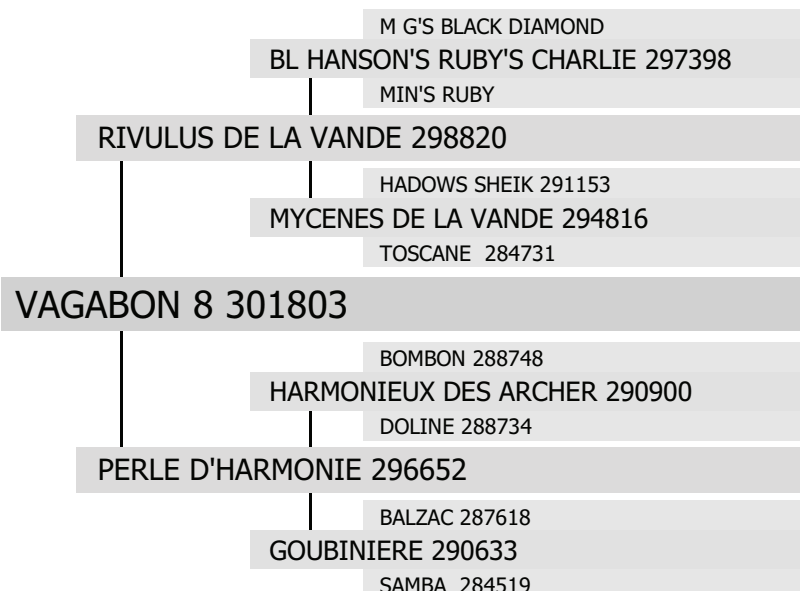 M G'S BLACK DIAMOND
BL HANSON'S RUBY'S CHARLIE 297398
MIN'S RUBY
RIVULUS DE LA VANDE 298820
HADOWS SHEIK 291153
MYCENES DE LA VANDE 294816
TOSCANE 284731
VAGABON 8 301803
BOMBON 288748
HARMONIEUX DES ARCHER 290900
DOLINE 288734
PERLE D'HARMONIE 296652
BALZAC 287618
GOUBINIERE 290633
SAMBA 284519